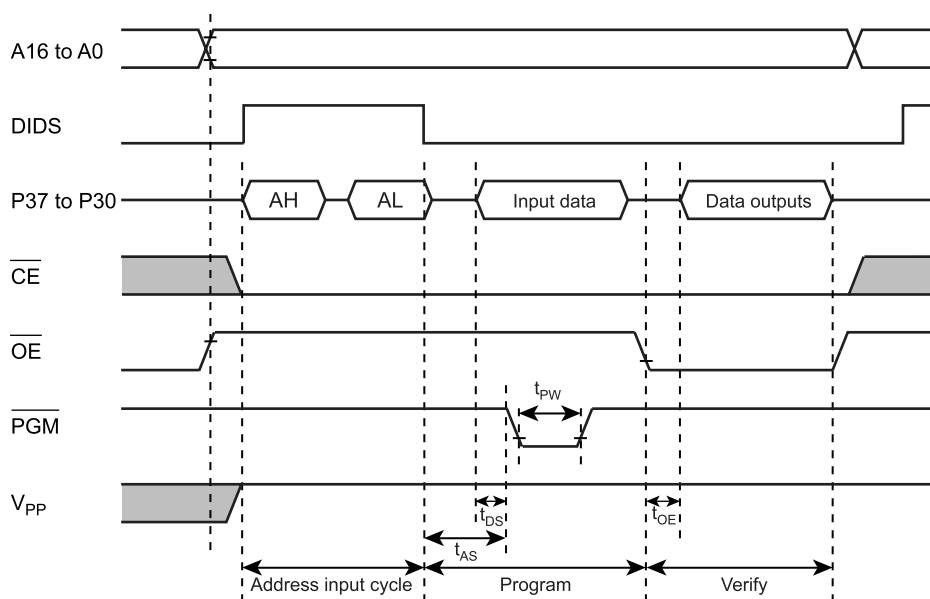 A16 to A0
DIDS
P37 to P30
AH
AL
Input data
Data outputs
CE
OE
PGM
tPW
VPP
tDS
tOE
tAS
Address input cycle
Program
Verify